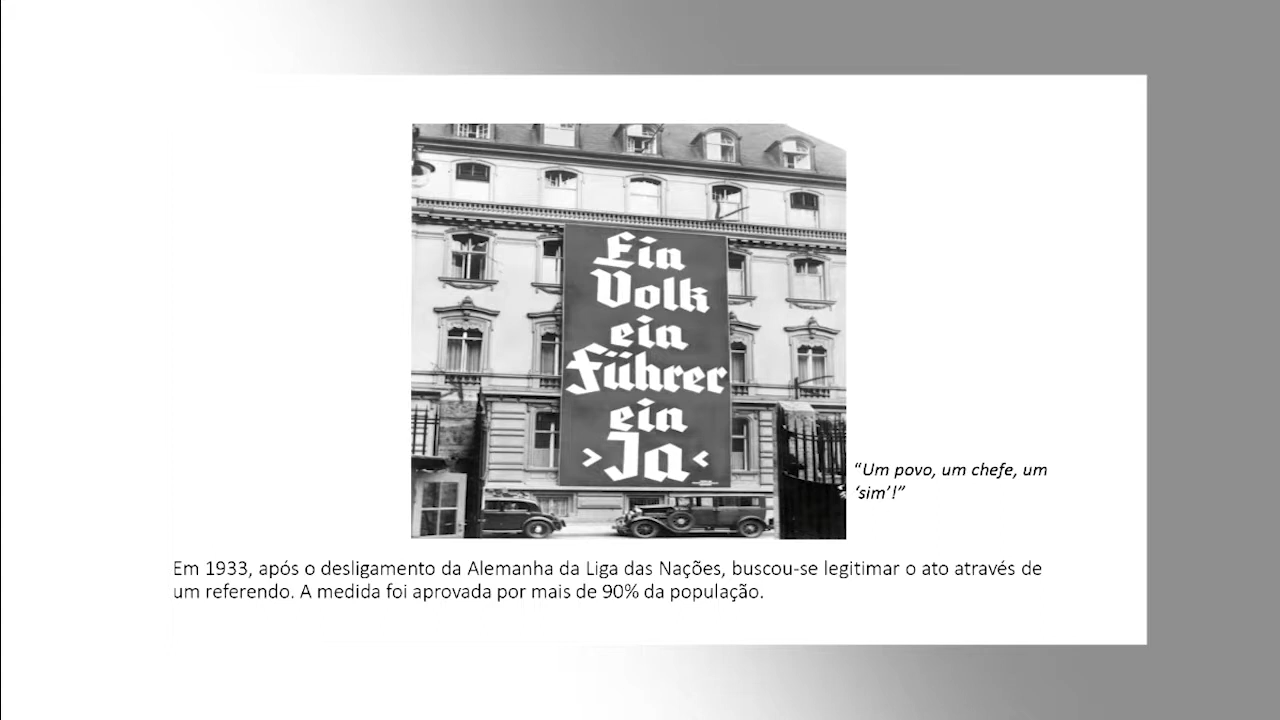 Ein
Volk
ein
Führer
ein
>Ja<
“Um povo, um chefe, um
‘sim’!”
Em 1933, após o desligamento da Alemanha da Liga das Nações, buscou-se legitimar o ato através de
um referendo. A medida foi aprovada por mais de 90% da população.